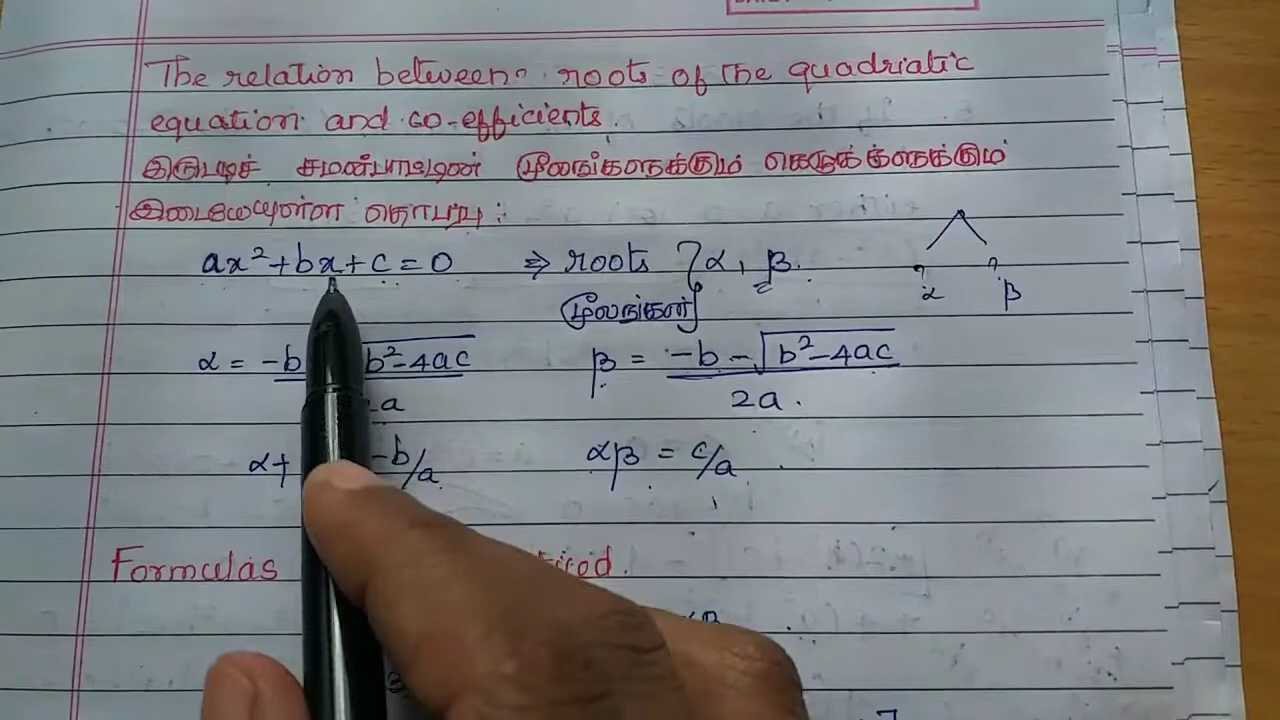 The relation between roots of the quadriatic
equation and co-efficients.
இருபடிச் சமன்பாட்டின் மூலங்களுக்கும் கெழுக்களுக்கும்
இடையேயுள்ள தொடர்பு :
ax²+bx+c=0 ⇒ roots } α, β.
மூலங்கள்
α β
α = -b √b²-4ac β = -b-√b²-4ac
a 2a.
α+ -b/a αβ = c/a
Formulas